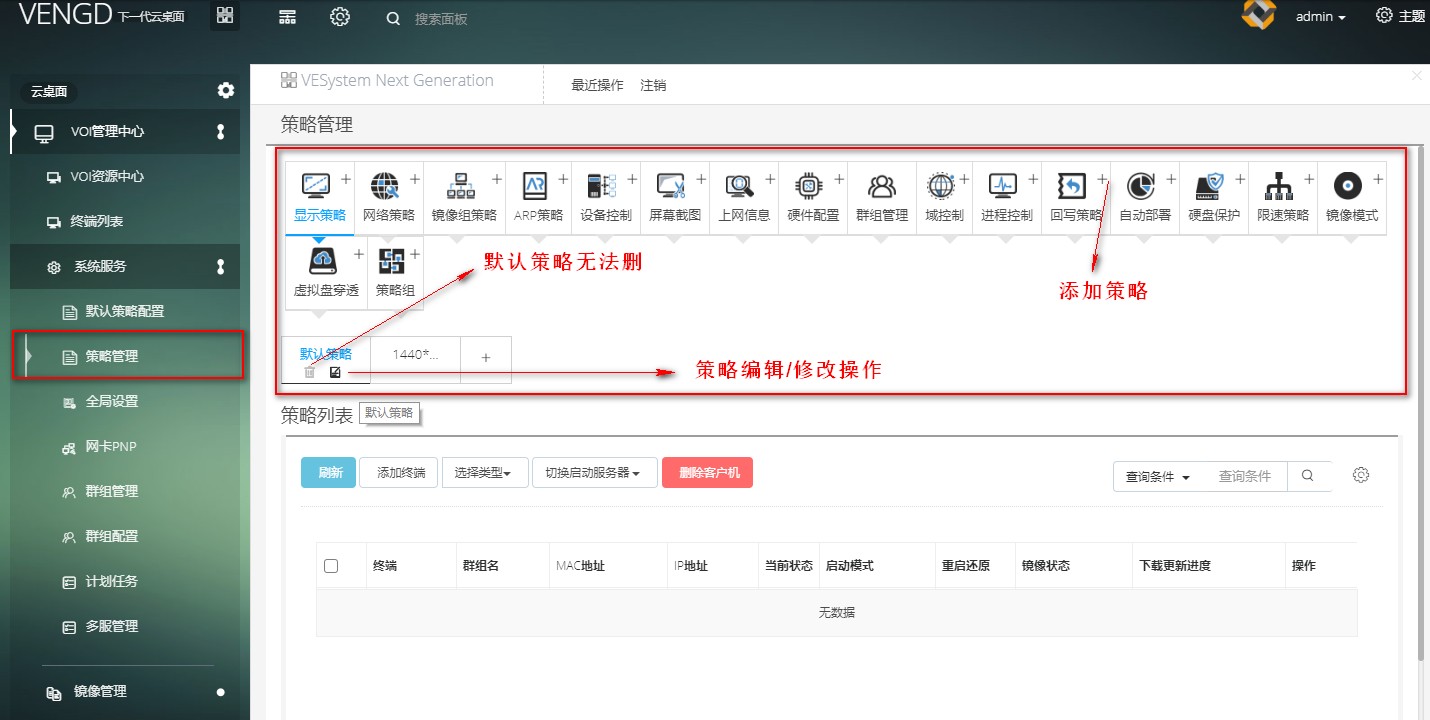 VENGD 下一代云桌面
搜索面板
admin
主题
云桌面
VOI管理中心
VOI资源中心
终端列表
系统服务
默认策略配置
策略管理
全局设置
网卡PNP
群组管理
群组配置
计划任务
多服管理
镜像管理
VESystem Next Generation
最近操作 注销
策略管理
显示策略 网络策略 镜像组策略 ARP策略 设备控制 屏幕截图 上网信息 硬件配置 群组管理 域控制 进程控制 回写策略 自动部署 硬盘保护 限速策略 镜像模式
虚拟盘穿透 策略组
默认策略无法删
添加策略
默认策略 1440*... +
策略编辑/修改操作
策略列表 默认策略
刷新 添加终端 选择类型 切换启动服务器 删除客户机 查询条件 查询条件
终端 群组名 MAC地址 IP地址 当前状态 启动模式 重启还原 镜像状态 下载更新进度 操作
无数据